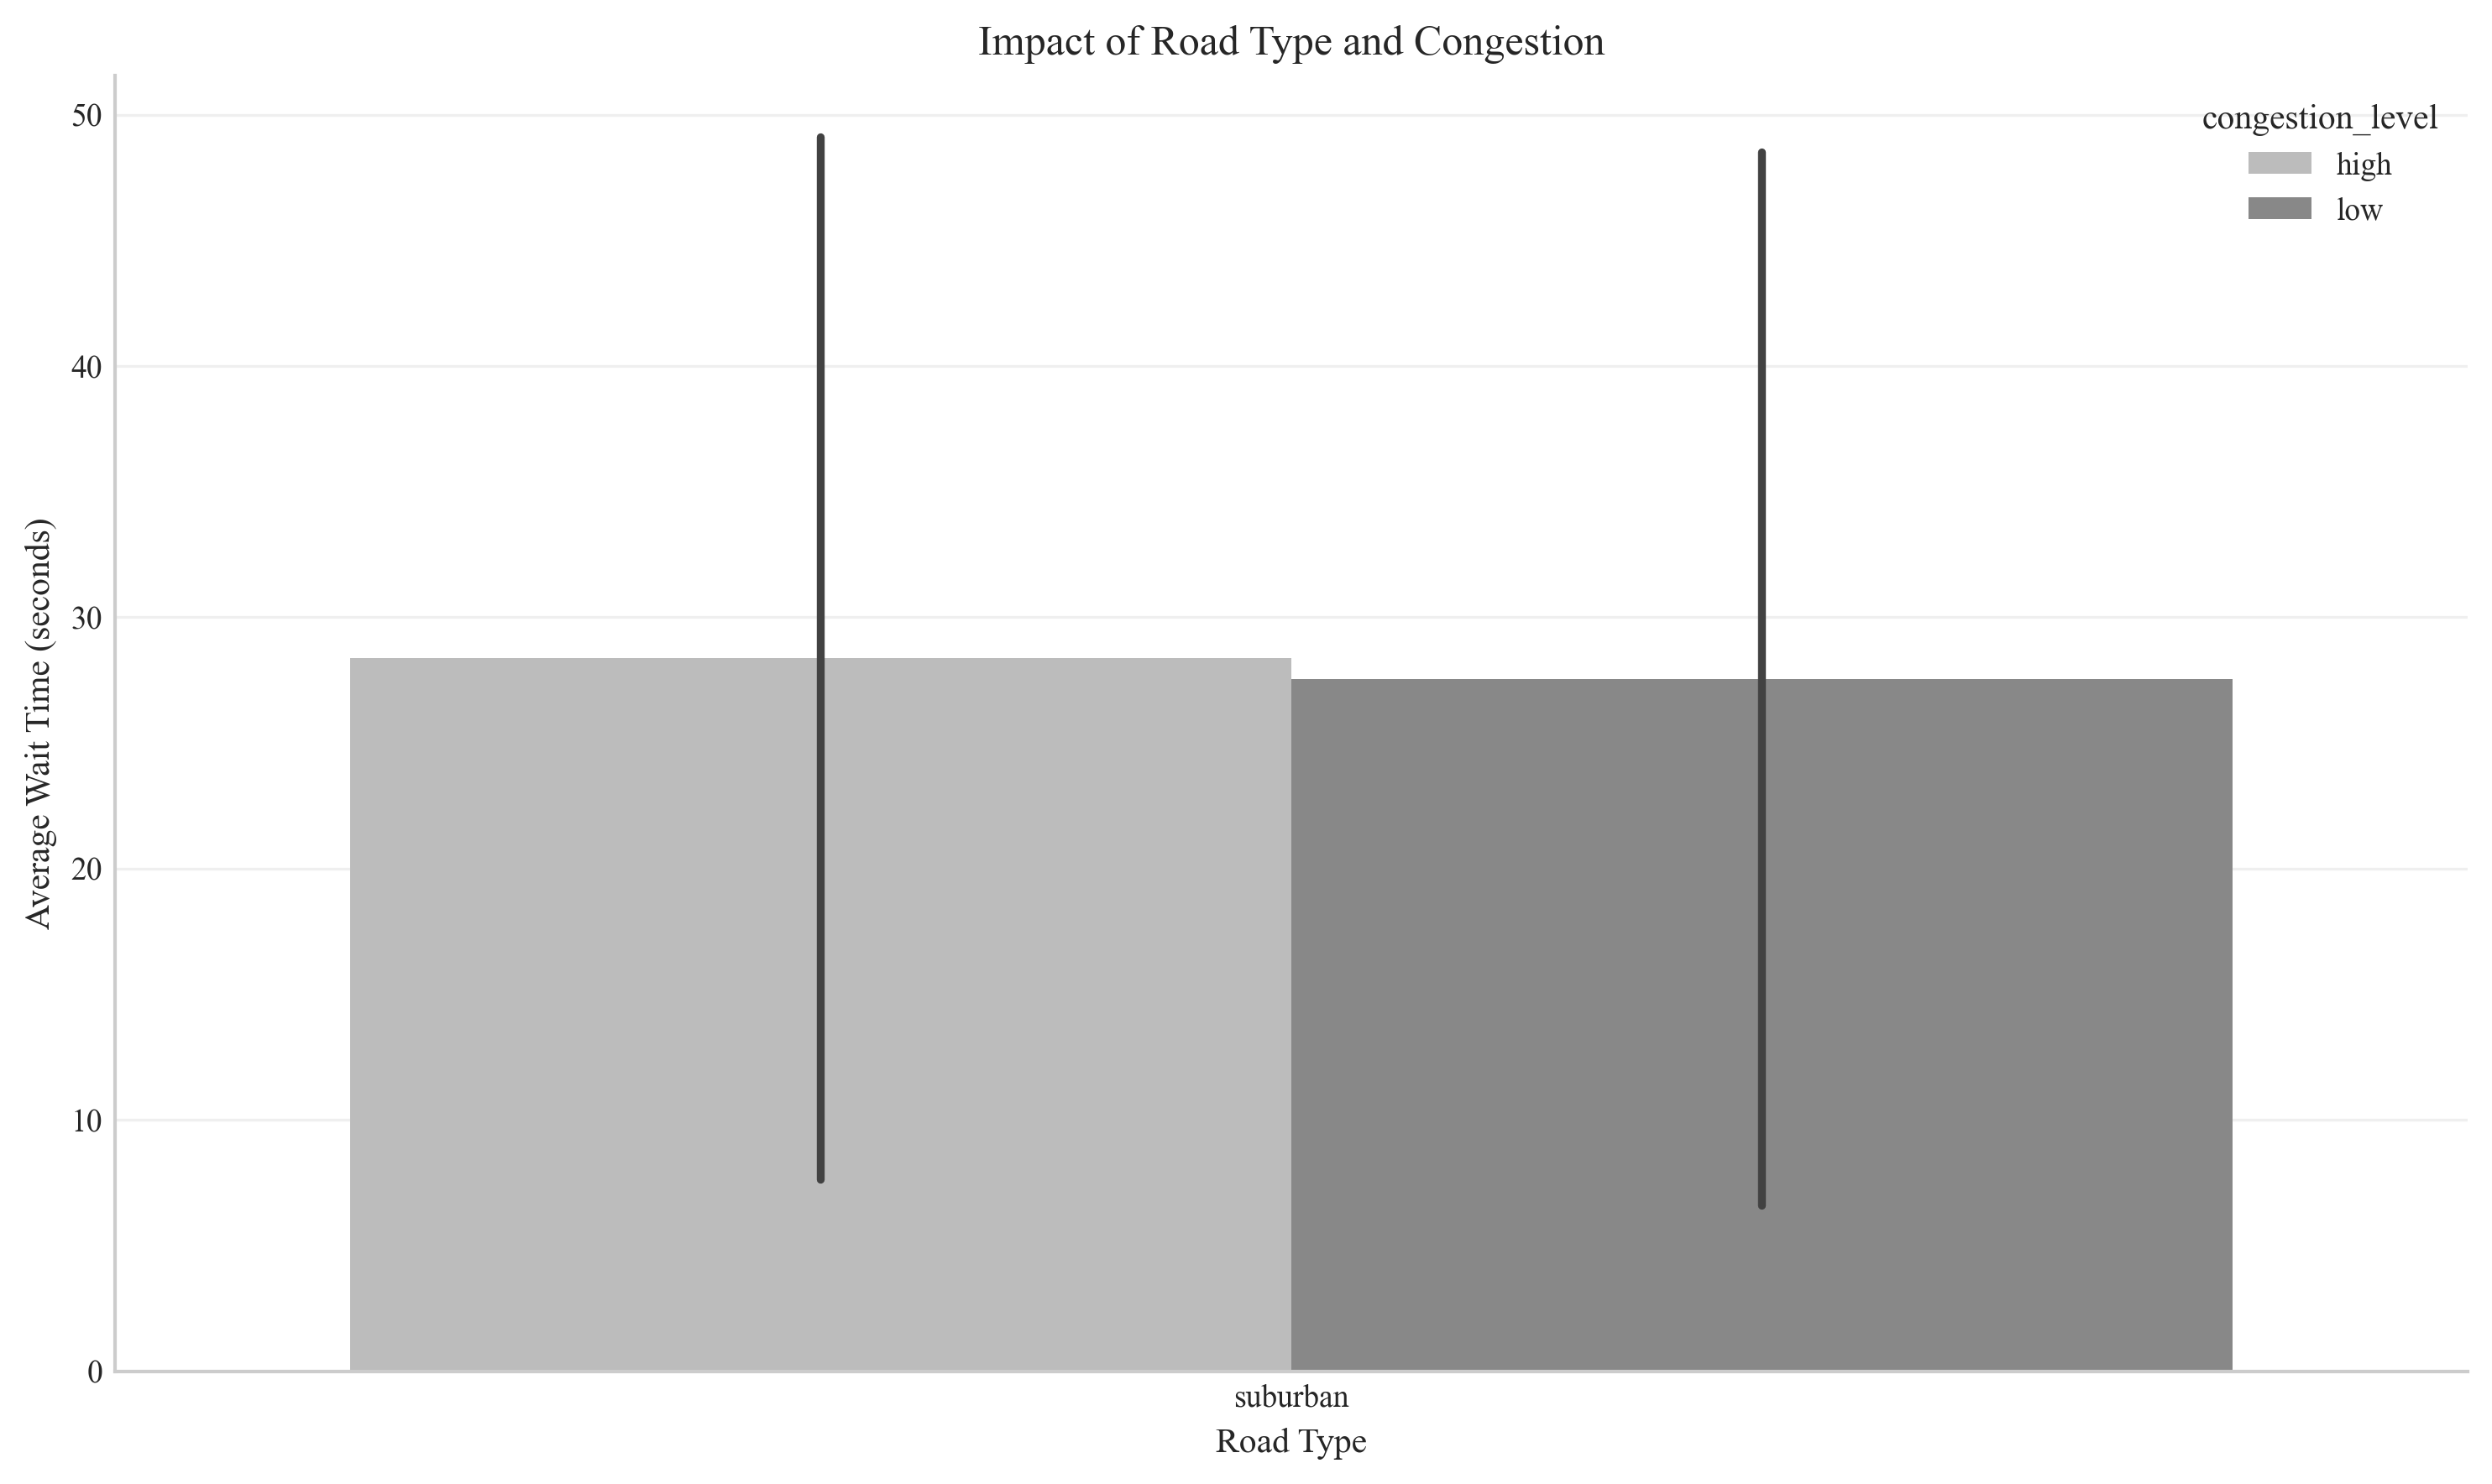 Impact of Road Type and Congestion
congestion_level
high
low
50
40
30
20
10
0
Average Wait Time (seconds)
suburban
Road Type